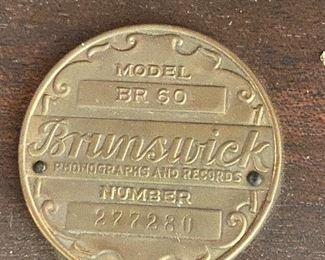 MODEL
BR 60
Brunswick
PHONOGRAPHS AND RECORDS
NUMBER
277280